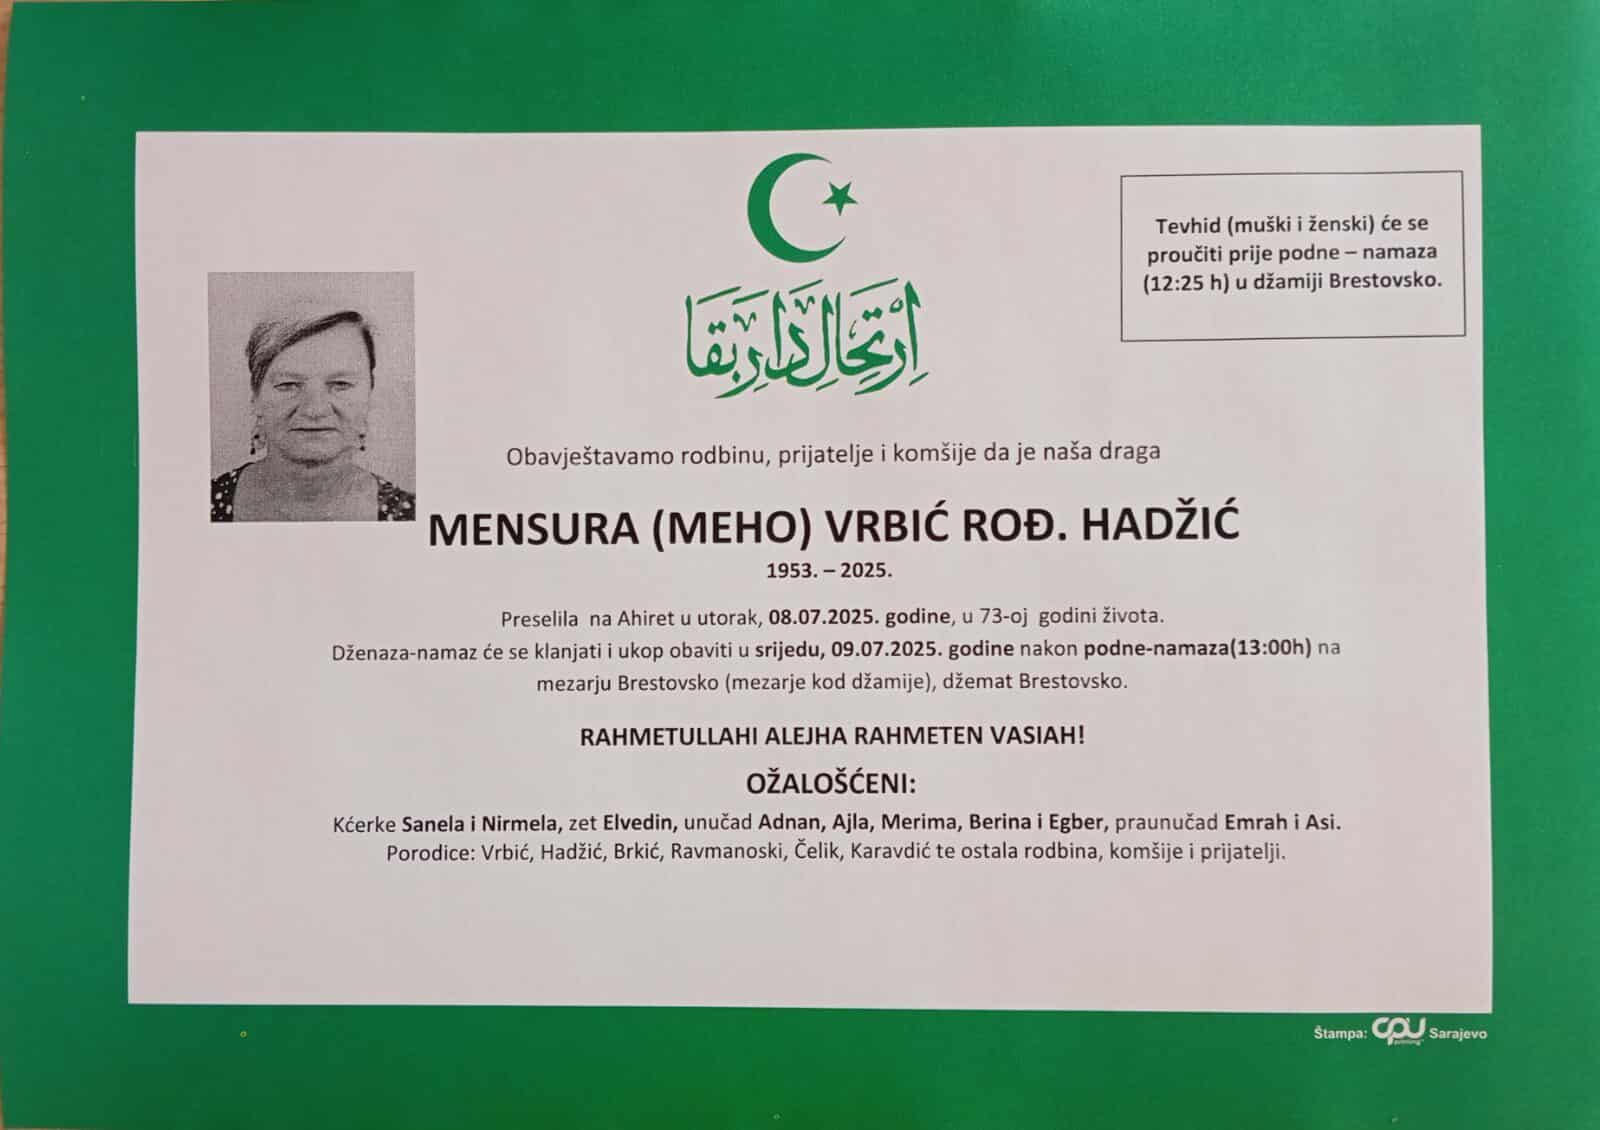 ارتحال دار بقا
Tevhid (muški i ženski) će se
proučiti prije podne – namaza
(12:25 h) u džamiji Brestovsko.
Obavještavamo rodbinu, prijatelje i komšije da je naša draga
MENSURA (MEHO) VRBIĆ ROĐ. HADŽIĆ
1953. – 2025.
Preselila na Ahiret u utorak, 08.07.2025. godine, u 73-oj godini života.
Dženaza-namaz će se klanjati i ukop obaviti u srijedu, 09.07.2025. godine nakon podne-namaza(13:00h) na
mezarju Brestovsko (mezarje kod džamije), džemat Brestovsko.
RAHMETULLAHI ALEJHA RAHMETEN VASIAH!
OŽALOŠĆENI:
Kćerke Sanela i Nirmela, zet Elvedin, unučad Adnan, Ajla, Merima, Berina i Egber, praunučad Emrah i Asi.
Porodice: Vrbić, Hadžić, Brkić, Ravmanoski, Čelik, Karavdić te ostala rodbina, komšije i prijatelji.
Štampa: CPU printing Sarajevo